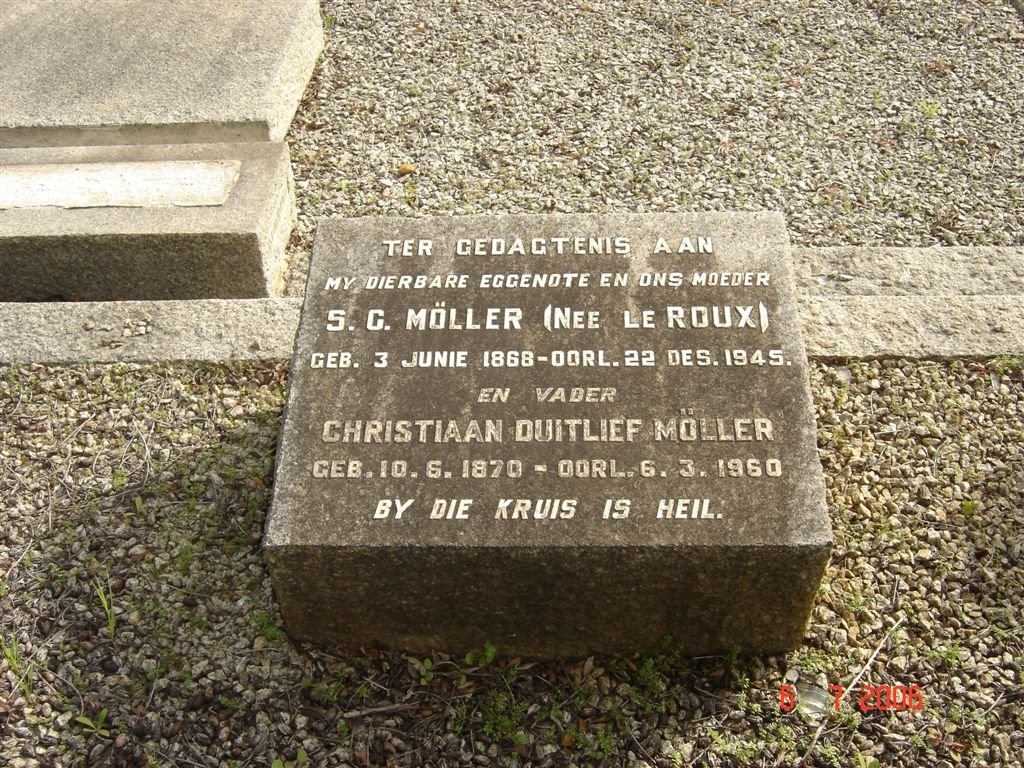 TER GEDAGTENIS AAN
MY DIERBARE EGGENOTE EN ONS MOEDER
S. G. MÖLLER (NEE LE ROUX)
GEB. 3 JUNIE 1868-OORL. 22 DES. 1945.
EN VADER
CHRISTIAAN DUITLIEF MÖLLER
GEB. 10. 6. 1870 - OORL. 6. 3. 1960
BY DIE KRUIS IS HEIL.
6 7 2006